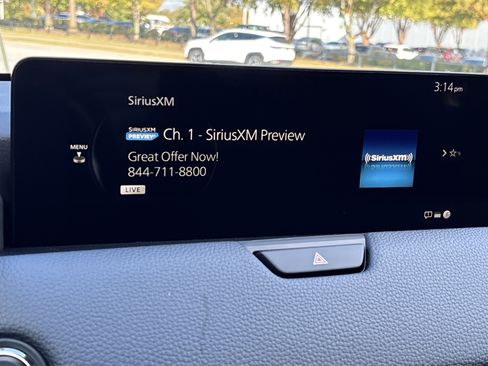 3:14 pm
SiriusXM
SIRIUSXM
PREVIEW
Ch. 1 - SiriusXM Preview
MENU
Great Offer Now!
844-711-8800
LIVE
((SiriusXM))